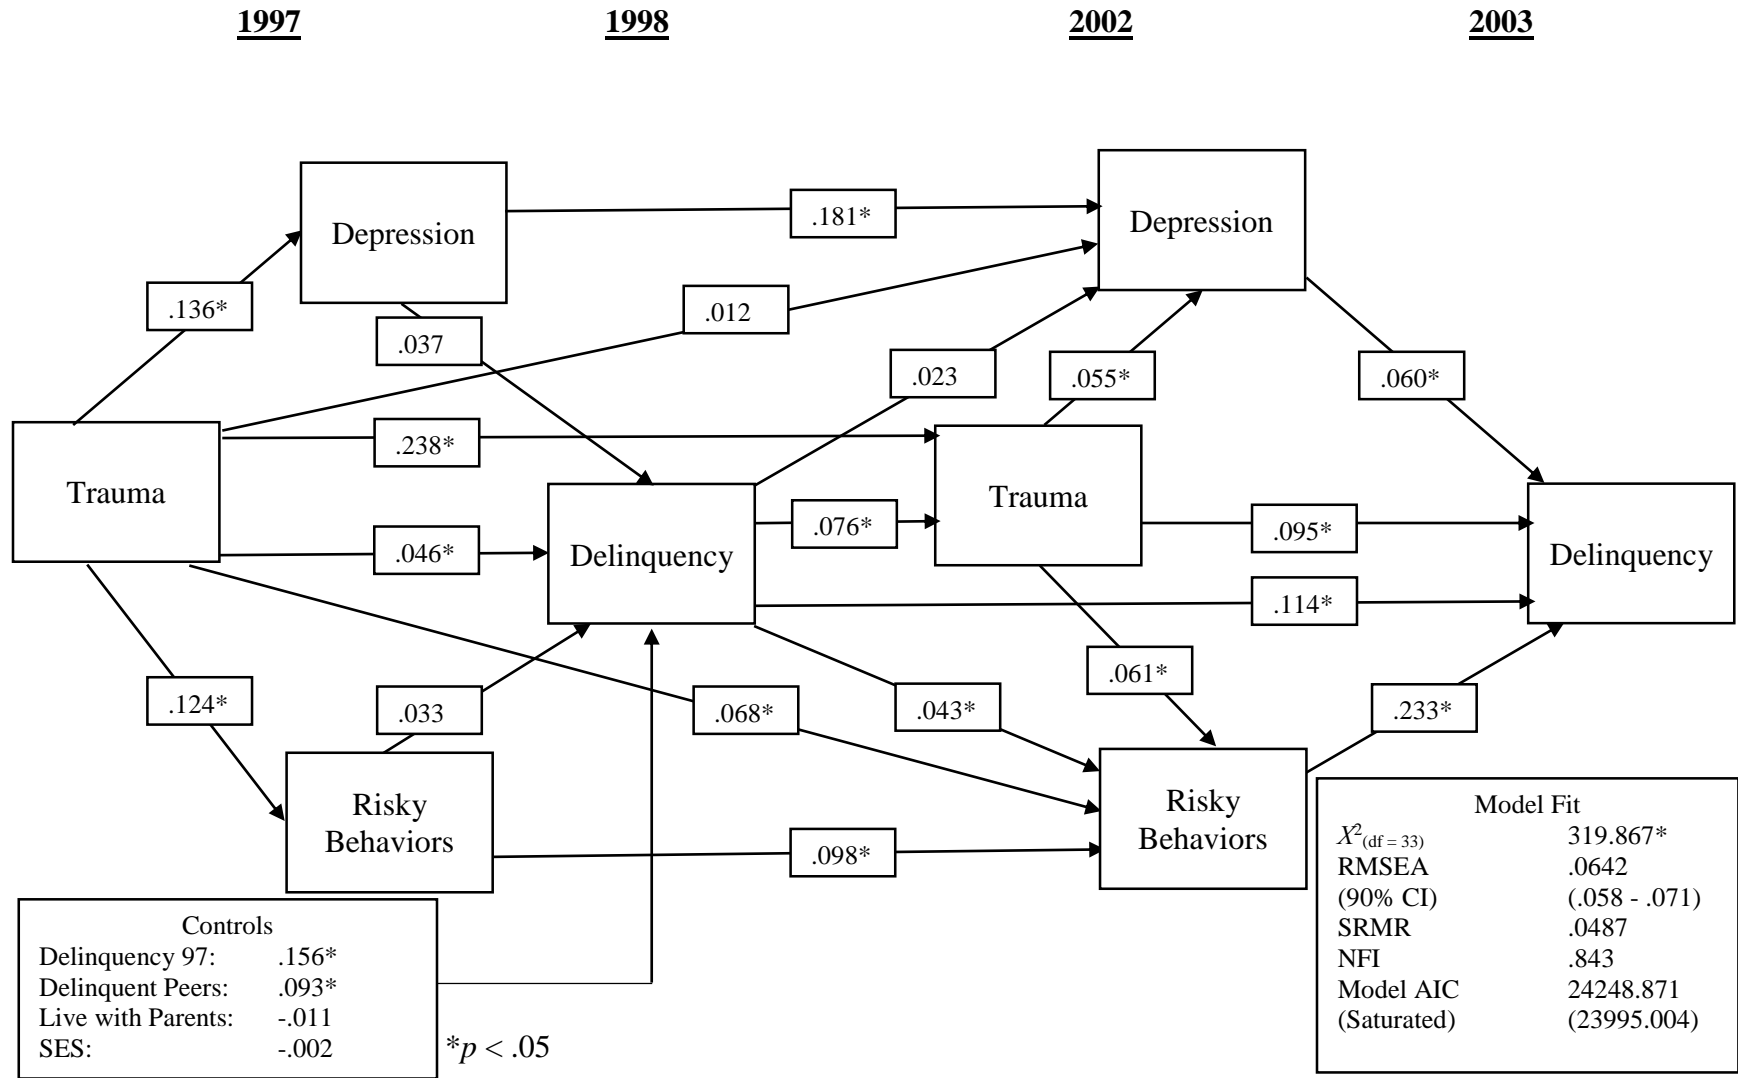 1997 1998 2002 2003
Depression
Depression
.181*
.136*
.012
.037
.023
.055*
.060*
.238*
Trauma
Trauma
.076*
.095*
.046*
Delinquency
Delinquency
.114*
.061*
.124*
.033
.068*
.043*
.233*
Risky
Behaviors
Risky
Behaviors
.098*
Controls
Delinquency 97: .156*
Delinquent Peers: .093*
Live with Parents: -.011
SES: -.002
*p < .05
Model Fit
X²(df = 33) 319.867*
RMSEA .0642
(90% CI) (.058 - .071)
SRMR .0487
NFI .843
Model AIC 24248.871
(Saturated) (23995.004)